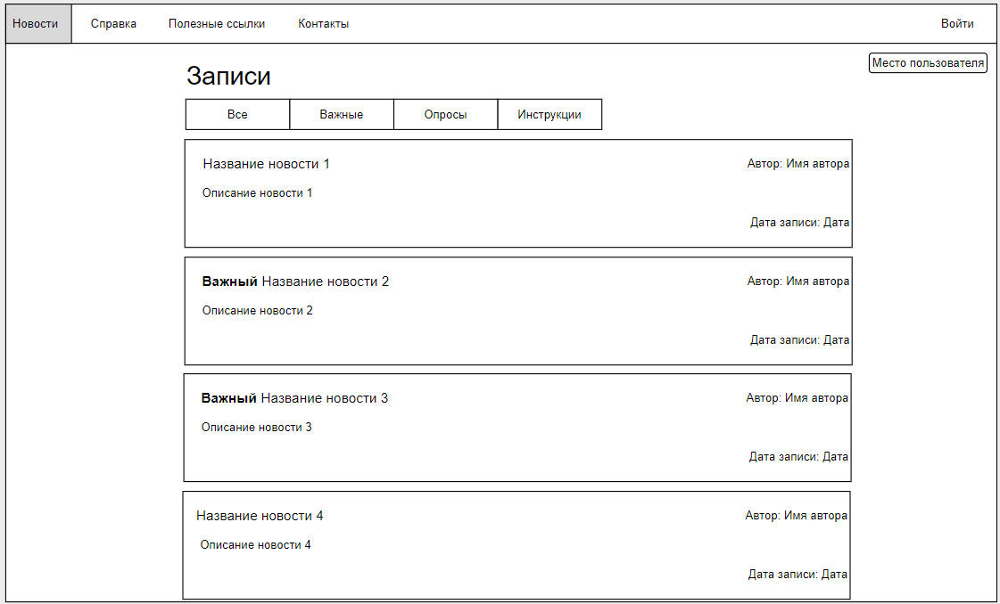 Новости Справка Полезные ссылки Контакты Войти
Место пользователя
Записи
Все Важные Опросы Инструкции
Название новости 1 Автор: Имя автора
Описание новости 1
Дата записи: Дата
Важный Название новости 2 Автор: Имя автора
Описание новости 2
Дата записи: Дата
Важный Название новости 3 Автор: Имя автора
Описание новости 3
Дата записи: Дата
Название новости 4 Автор: Имя автора
Описание новости 4
Дата записи: Дата